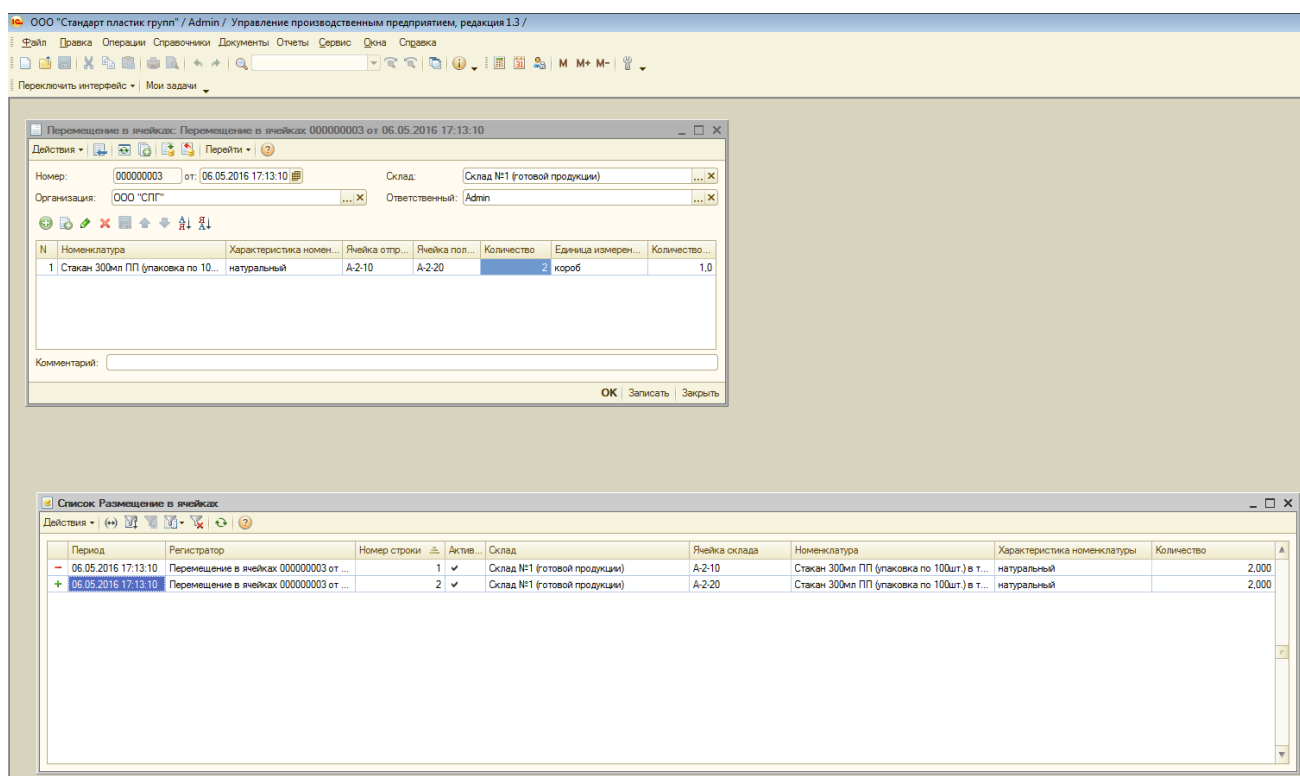 ООО "Стандарт пластик групп" / Admin / Управление производственным предприятием, редакция 1.3 /
Файл Правка Операции Справочники Документы Отчеты Сервис Окна Справка
M M+ M-
Переключить интерфейс Мои задачи
Перемещение в ячейках: Перемещение в ячейках 000000003 от 06.05.2016 17:13:10
Действия Перейти
Номер: 000000003 от: 06.05.2016 17:13:10 Склад: Склад №1 (готовой продукции) ...
Организация: ООО "СПГ" ... Ответственный: Admin ...
N Номенклатура Характеристика номен... Ячейка отпр... Ячейка пол... Количество Единица измерен... Количество...
1 Стакан 300мл ПП (упаковка по 10... натуральный А-2-10 А-2-20 2 короб 1,0
Комментарий:
OK Записать Закрыть
Список Размещение в ячейках
Действия
Период Регистратор Номер строки Актив... Склад Ячейка склада Номенклатура Характеристика номенклатуры Количество
06.05.2016 17:13:10 Перемещение в ячейках 000000003 от ... 1 Склад №1 (готовой продукции) А-2-10 Стакан 300мл ПП (упаковка по 100шт.) в т... натуральный 2,000
06.05.2016 17:13:10 Перемещение в ячейках 000000003 от ... 2 Склад №1 (готовой продукции) А-2-20 Стакан 300мл ПП (упаковка по 100шт.) в т... натуральный 2,000